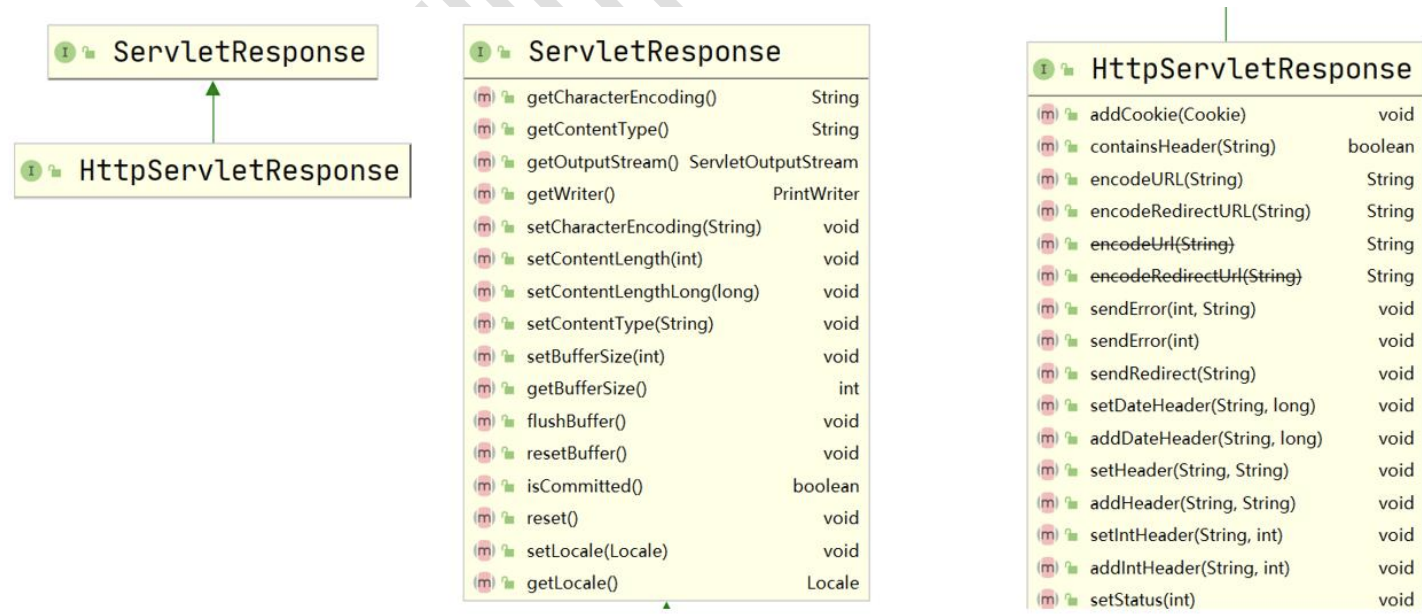 ServletResponse
HttpServletResponse
ServletResponse
getCharacterEncoding() String
getContentType() String
getOutputStream() ServletOutputStream
getWriter() PrintWriter
setCharacterEncoding(String) void
setContentLength(int) void
setContentLengthLong(long) void
setContentType(String) void
setBufferSize(int) void
getBufferSize() int
flushBuffer() void
resetBuffer() void
isCommitted() boolean
reset() void
setLocale(Locale) void
getLocale() Locale
HttpServletResponse
addCookie(Cookie) void
containsHeader(String) boolean
encodeURL(String) String
encodeRedirectURL(String) String
encodeUrl(String) String
encodeRedirectUrl(String) String
sendError(int, String) void
sendError(int) void
sendRedirect(String) void
setDateHeader(String, long) void
addDateHeader(String, long) void
setHeader(String, String) void
addHeader(String, String) void
setIntHeader(String, int) void
addIntHeader(String, int) void
setStatus(int) void